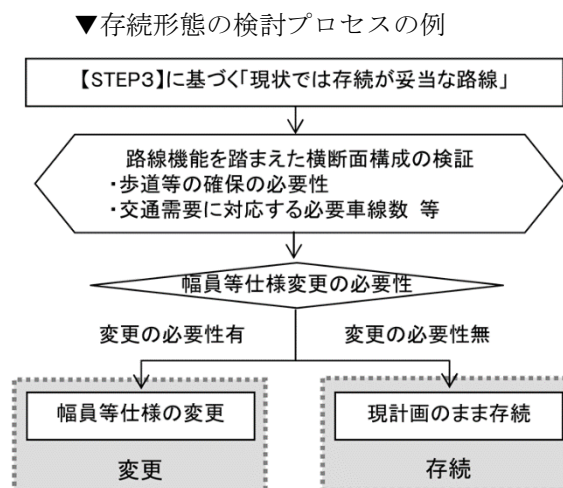 ▼存続形態の検討プロセスの例
【STEP3】に基づく「現状では存続が妥当な路線」
路線機能を踏まえた横断面構成の検証
・歩道等の確保の必要性
・交通需要に対応する必要車線数 等
幅員等仕様変更の必要性
変更の必要性有
変更の必要性無
幅員等仕様の変更
現計画のまま存続
変更
存続